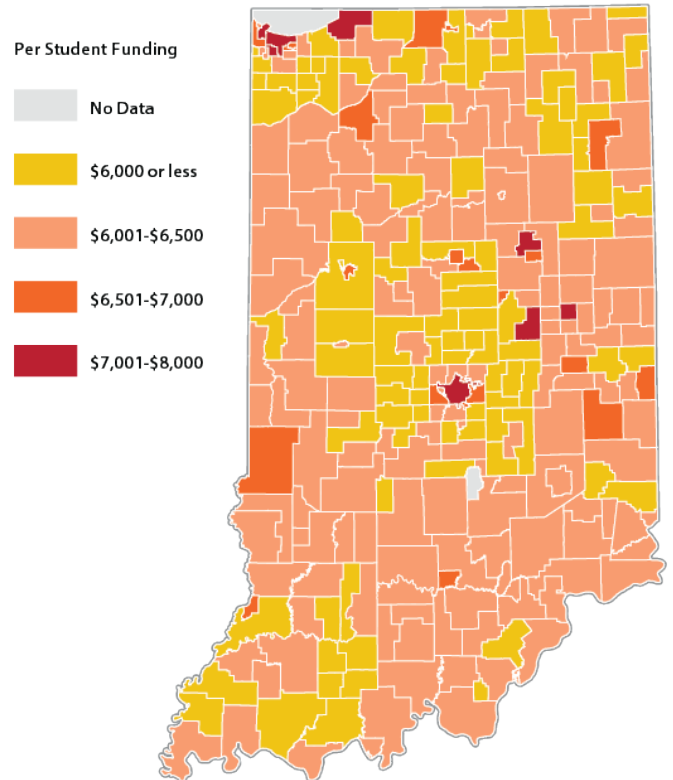 Per Student Funding
No Data
$6,000 or less
$6,001-$6,500
$6,501-$7,000
$7,001-$8,000